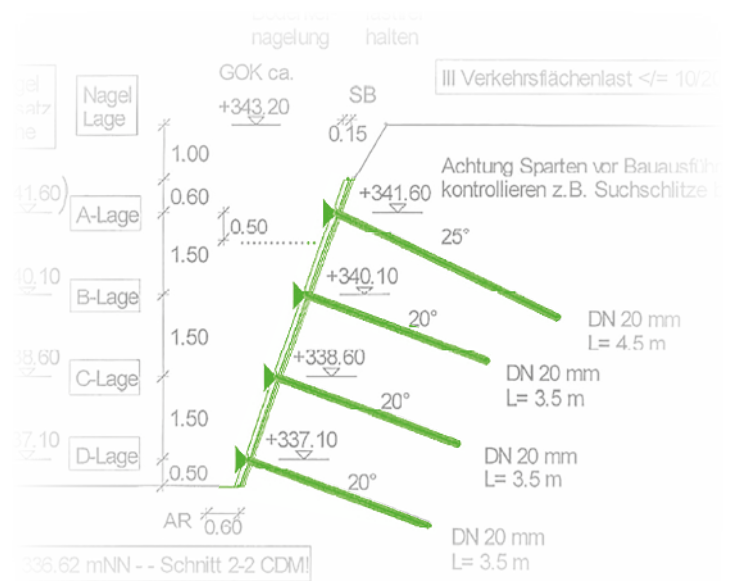 nagelung halten
GOK ca.
III Verkehrsflächenlast </= 10/2
Nagel
Lage
SB
+343.20
0.15
1.00
Achtung Sparten vor Bauausfüh
kontrollieren z.B. Suchschlitze
0.60
+341.60
A-Lage
0.50
25°
1.50
+340.10
B-Lage
20°
DN 20 mm
L= 4.5 m
1.50
+338.60
DN 20 mm
L= 3.5 m
C-Lage
20°
1.50
+337.10
D-Lage
DN 20 mm
L= 3.5 m
0.50
20°
AR
0.60
DN 20 mm
L= 3.5 m
336.62 mNN - - Schnitt 2-2 CDM!